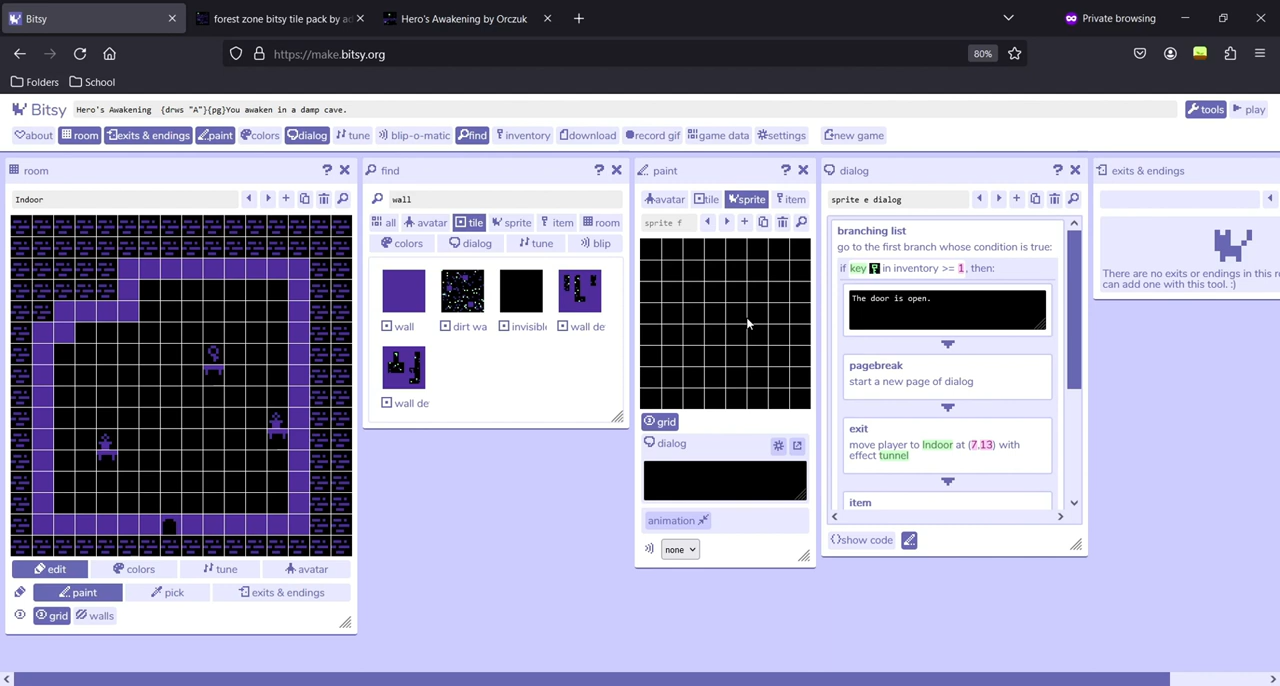 Bitsy
forest zone bitsy tile pack by ad
Hero's Awakening by Orczuk
Private browsing
https://make.bitsy.org
80%
Folders
School
Bitsy
Hero's Awakening {drws "A"}{pg}You awaken in a damp cave.
tools
play
about
room
exits & endings
paint
colors
dialog
tune
blip-o-matic
find
inventory
download
record gif
game data
settings
new game
room
Indoor
edit
colors
tune
avatar
paint
pick
exits & endings
grid
walls
find
wall
all
avatar
tile
sprite
item
room
colors
dialog
tune
blip
wall
dirt wa
invisibl
wall de
wall de
paint
avatar
tile
sprite
item
sprite f
grid
dialog
animation
none
dialog
sprite e dialog
branching list
go to the first branch whose condition is true:
if key in inventory >= 1, then:
The door is open.
pagebreak
start a new page of dialog
exit
move player to Indoor at (7,13) with
effect tunnel
item
show code
exits & endings
There are no exits or endings in this r
can add one with this tool. :)